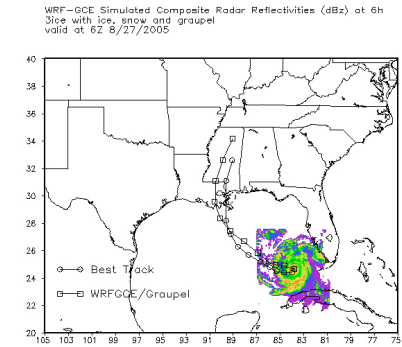 WRF-GCE Simulated Composite Radar Reflectivities (dBz) at 6h
3ice with ice, snow and graupel
valid at 6Z 8/27/2005
40
38
36
34
32
30
28
26
24
22
20
Best Track
WRFGCE/Graupel
105 103 101 99 97 95 93 91 89 87 85 83 81 79 77 75